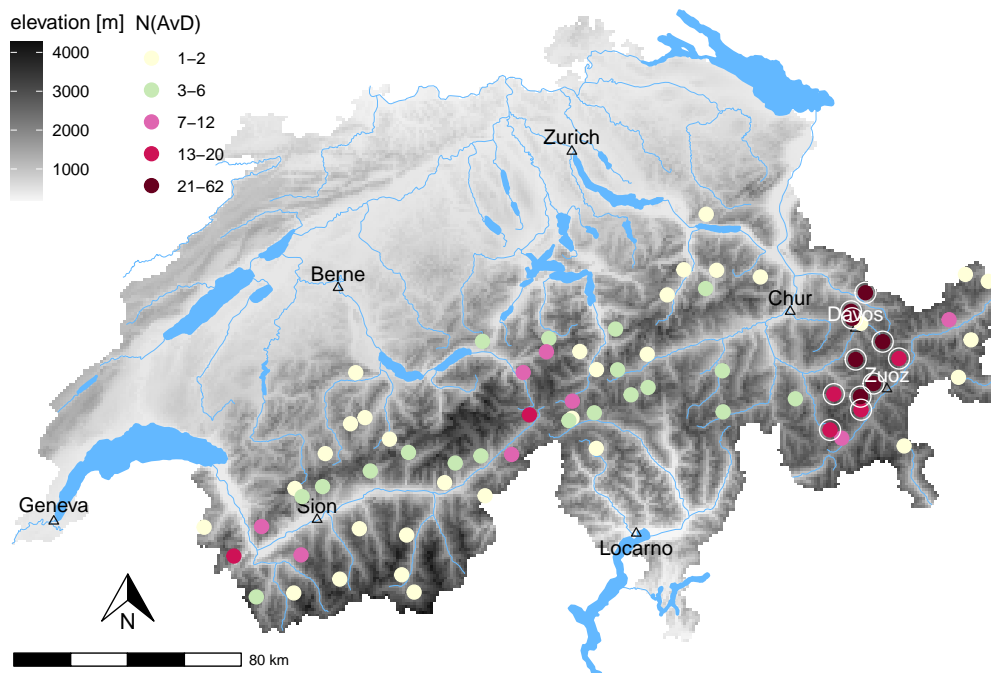 elevation [m] N(AvD)
4000
3000
2000
1000
1–2
3–6
7–12
13–20
21–62
Zurich
Berne
Chur
Davos
Zuoz
Geneva
Sion
Locarno
N
80 km